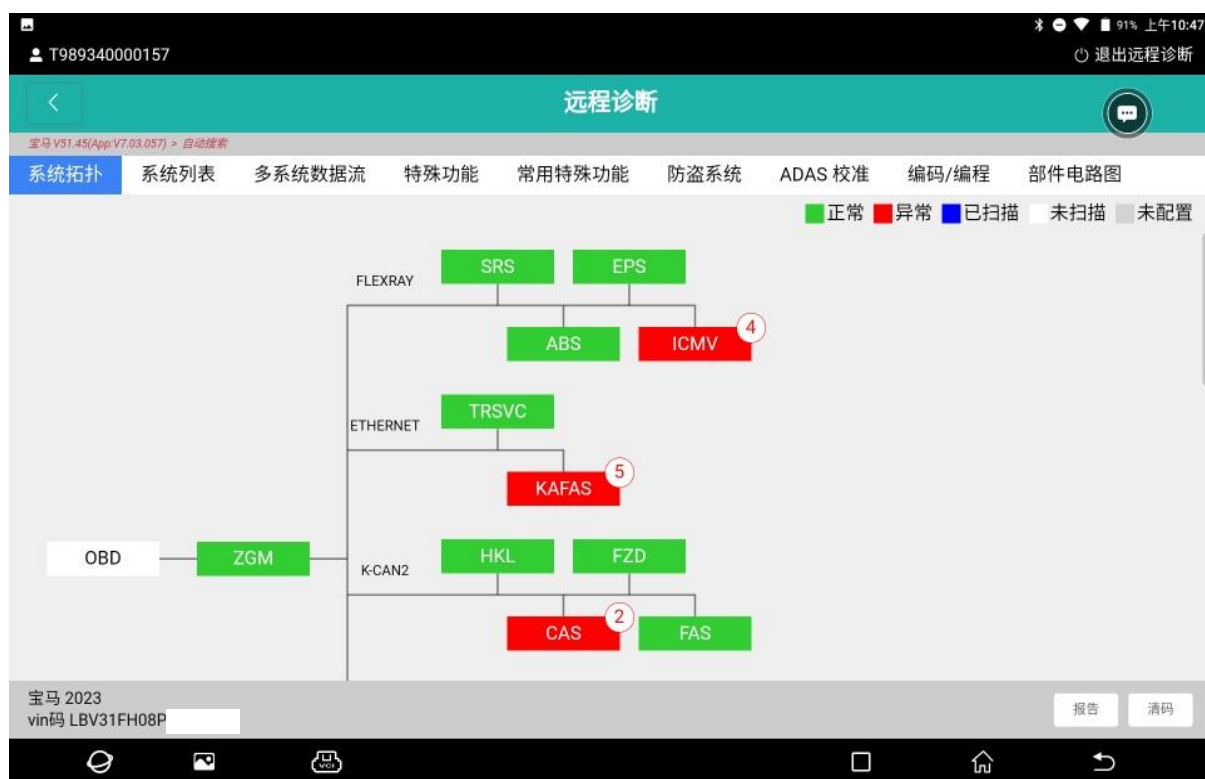 91% 上午10:47
T989340000157
退出远程诊断
远程诊断
宝马 V51.45(App:V7.03.057) > 自动搜索
系统拓扑 系统列表 多系统数据流 特殊功能 常用特殊功能 防盗系统 ADAS 校准 编码/编程 部件电路图
正常 异常 已扫描 未扫描 未配置
SRS EPS
FLEXRAY
4
ABS ICMV
TRSVC
ETHERNET
5
KAFAS
HKL FZD
OBD ZGM
K-CAN2
2
CAS FAS
宝马 2023
vin码 LBV31FH08P
报告 清码
VCI